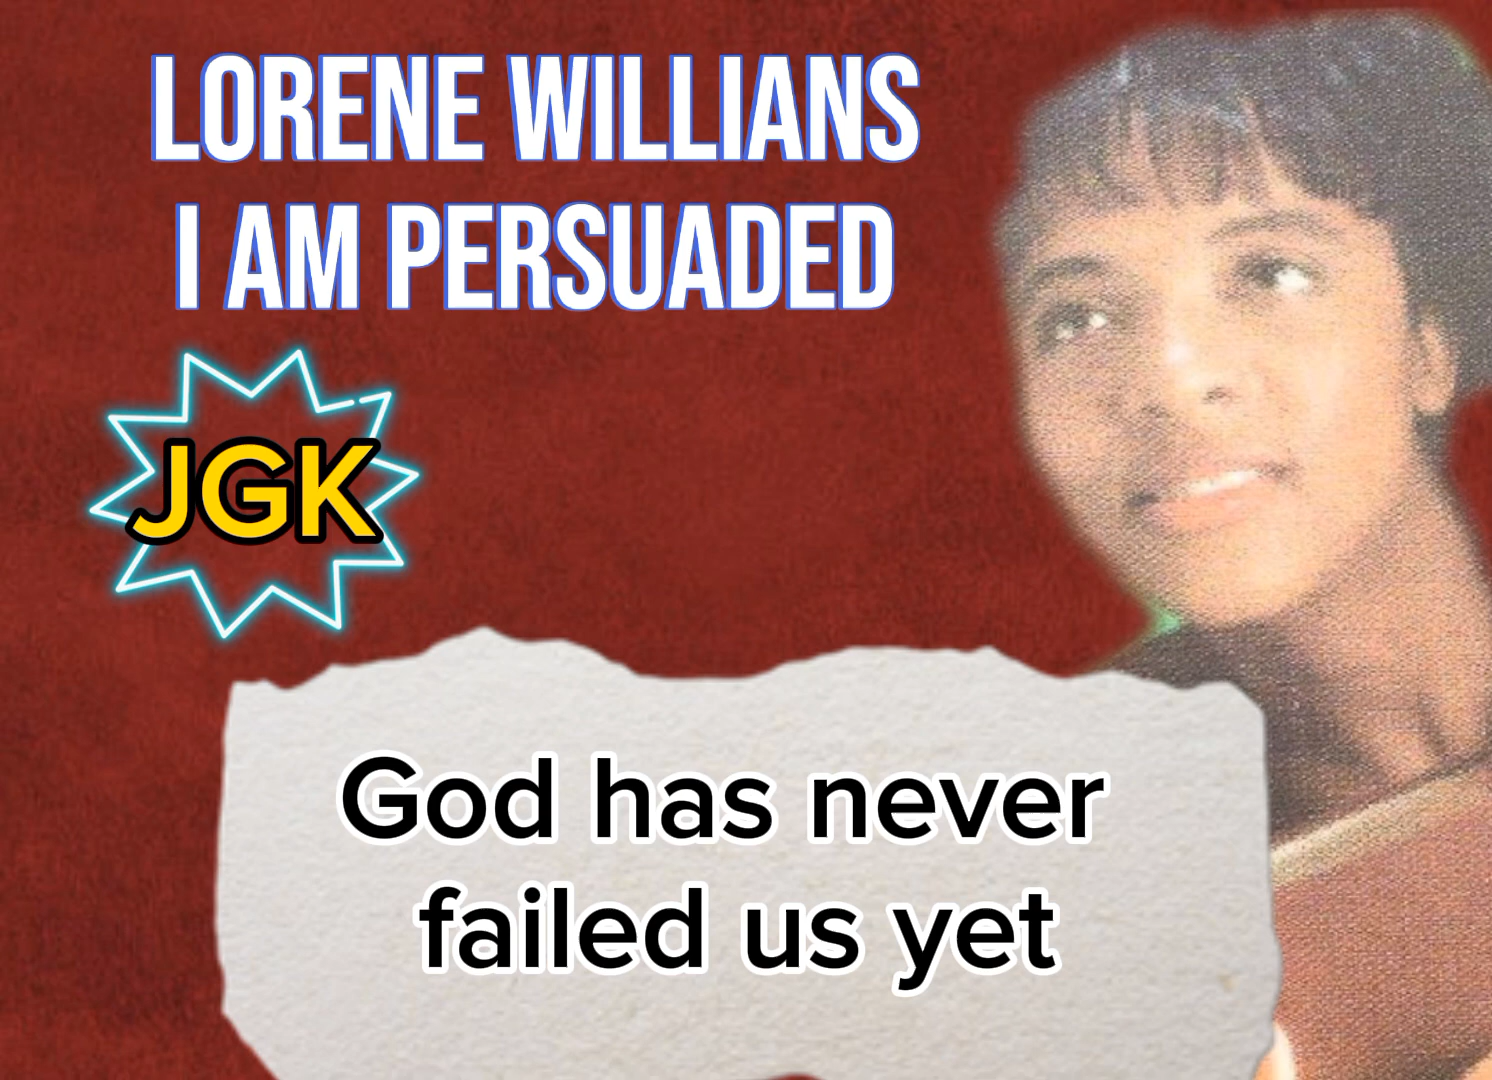 LORENE WILLIANS
I AM PERSUADED
JGK
God has never
failed us yet